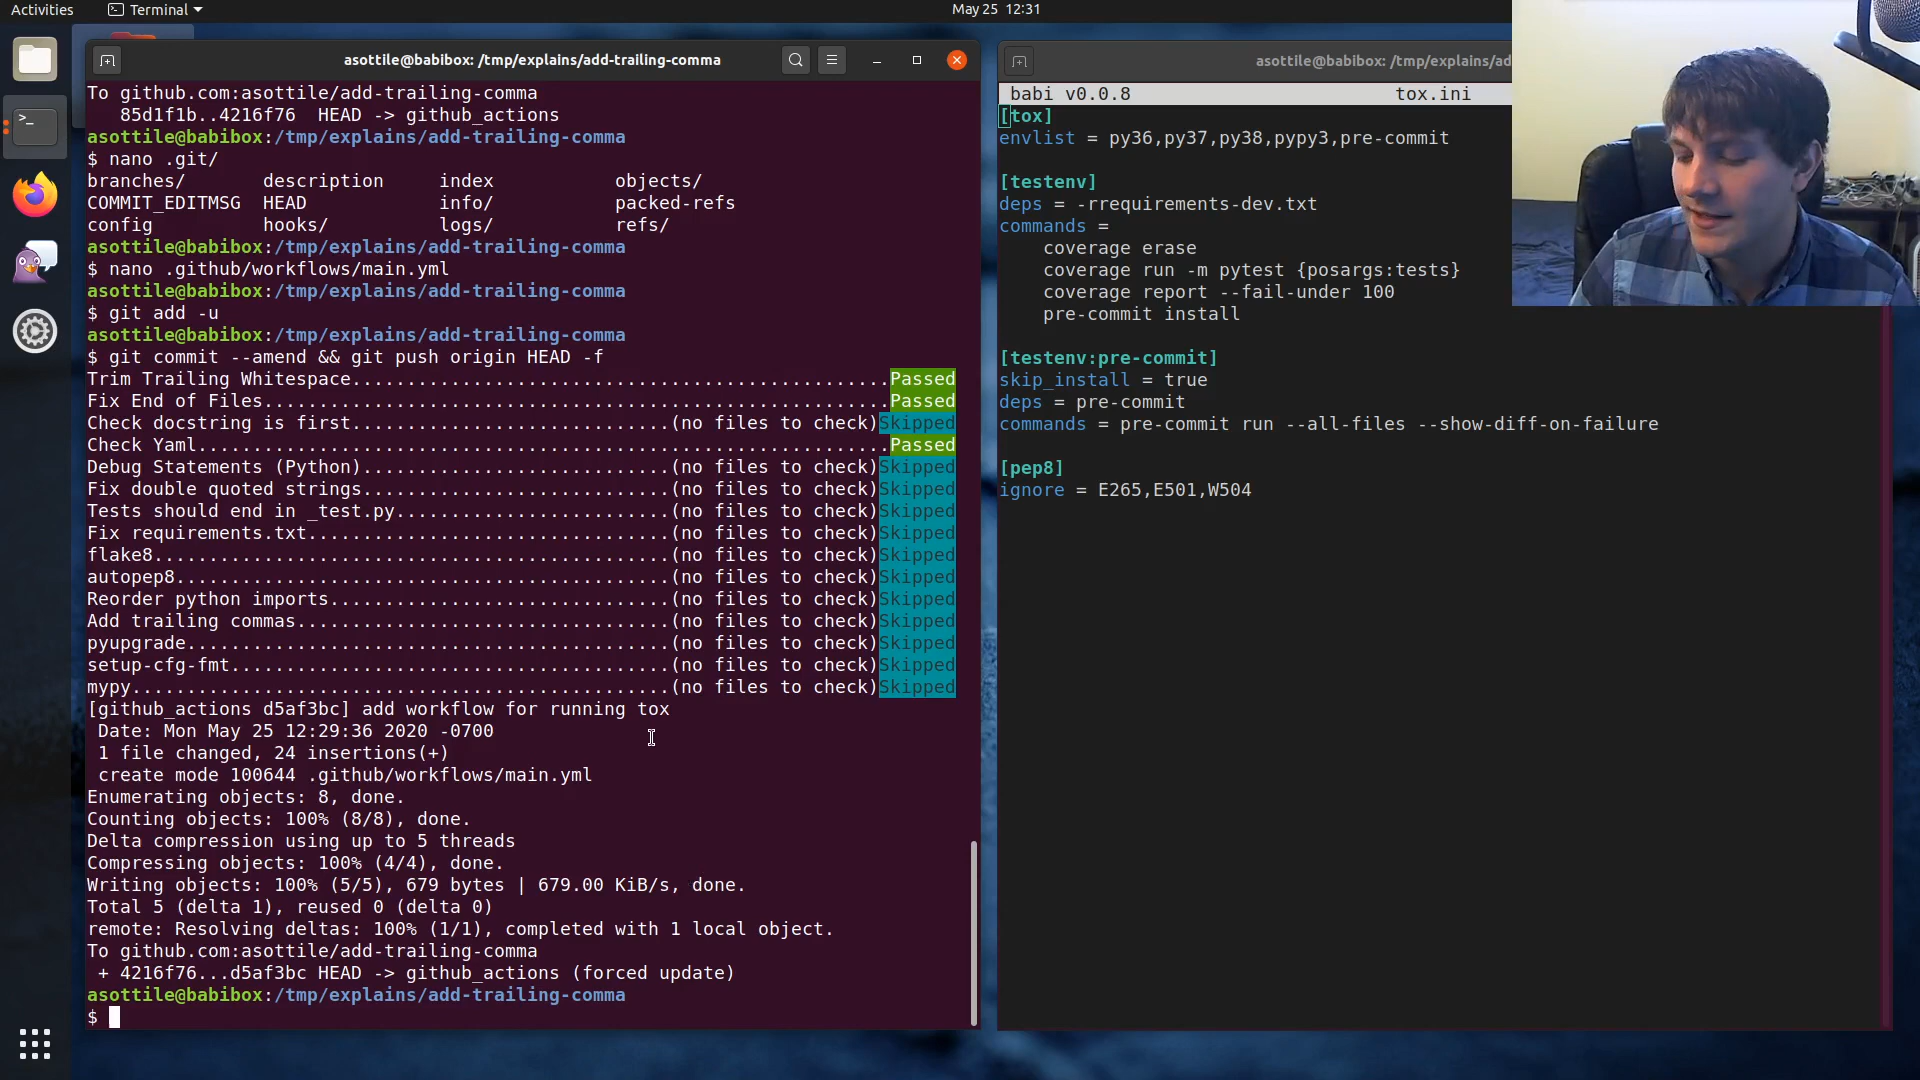 Activities
Terminal
May 25 12:31
asottile@babibox: /tmp/explains/add-trailing-comma
To github.com:asottile/add-trailing-comma
   85d1f1b..4216f76  HEAD -> github_actions
asottile@babibox:/tmp/explains/add-trailing-comma
$ nano .git/
branches/       description     index           objects/
COMMIT_EDITMSG  HEAD            info/           packed-refs
config          hooks/          logs/           refs/
asottile@babibox:/tmp/explains/add-trailing-comma
$ nano .github/workflows/main.yml
asottile@babibox:/tmp/explains/add-trailing-comma
$ git add -u
asottile@babibox:/tmp/explains/add-trailing-comma
$ git commit --amend && git push origin HEAD -f
Trim Trailing Whitespace.................................................Passed
Fix End of Files.........................................................Passed
Check docstring is first.............................(no files to check)Skipped
Check Yaml...............................................................Passed
Debug Statements (Python)............................(no files to check)Skipped
Fix double quoted strings............................(no files to check)Skipped
Tests should end in _test.py.........................(no files to check)Skipped
Fix requirements.txt.................................(no files to check)Skipped
flake8...............................................(no files to check)Skipped
autopep8.............................................(no files to check)Skipped
Reorder python imports...............................(no files to check)Skipped
Add trailing commas..................................(no files to check)Skipped
pyupgrade............................................(no files to check)Skipped
setup-cfg-fmt........................................(no files to check)Skipped
mypy.................................................(no files to check)Skipped
[github_actions d5af3bc] add workflow for running tox
 Date: Mon May 25 12:29:36 2020 -0700
 1 file changed, 24 insertions(+)
 create mode 100644 .github/workflows/main.yml
Enumerating objects: 8, done.
Counting objects: 100% (8/8), done.
Delta compression using up to 5 threads
Compressing objects: 100% (4/4), done.
Writing objects: 100% (5/5), 679 bytes | 679.00 KiB/s, done.
Total 5 (delta 1), reused 0 (delta 0)
remote: Resolving deltas: 100% (1/1), completed with 1 local object.
To github.com:asottile/add-trailing-comma
 + 4216f76...d5af3bc HEAD -> github_actions (forced update)
asottile@babibox:/tmp/explains/add-trailing-comma
$
asottile@babibox: /tmp/explains/ad
babi v0.0.8 tox.ini
[tox]
envlist = py36,py37,py38,pypy3,pre-commit
[testenv]
deps = -rrequirements-dev.txt
commands =
    coverage erase
    coverage run -m pytest {posargs:tests}
    coverage report --fail-under 100
    pre-commit install
[testenv:pre-commit]
skip_install = true
deps = pre-commit
commands = pre-commit run --all-files --show-diff-on-failure
[pep8]
ignore = E265,E501,W504